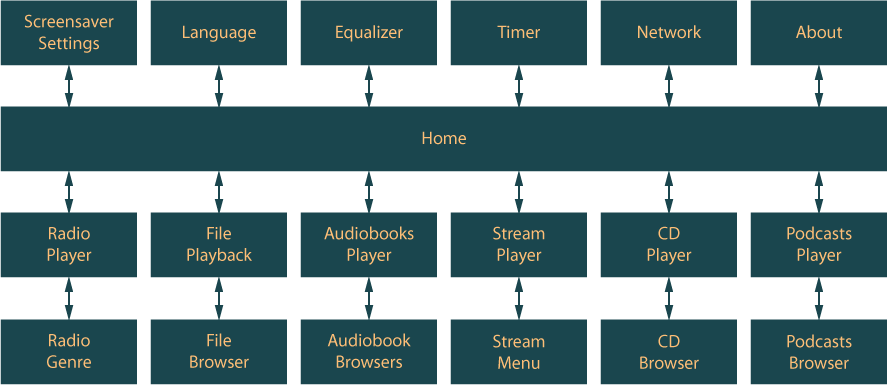 Screensaver
Settings
Language
Equalizer
Timer
Network
About
Home
Radio
Player
File
Playback
Audiobooks
Player
Stream
Player
CD
Player
Podcasts
Player
Radio
Genre
File
Browser
Audiobook
Browsers
Stream
Menu
CD
Browser
Podcasts
Browser